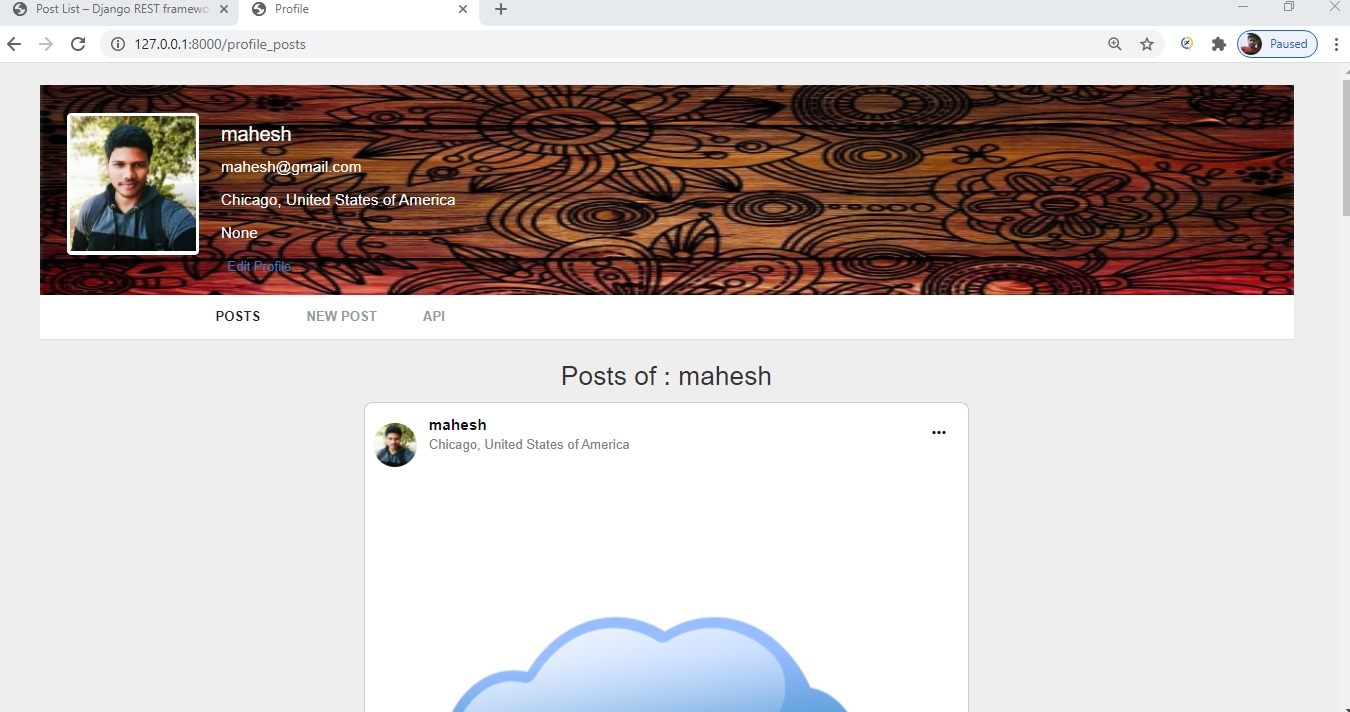 Post List – Django REST framewo
Profile
127.0.0.1:8000/profile_posts
Paused
mahesh
mahesh@gmail.com
Chicago, United States of America
None
Edit Profile
POSTS NEW POST API
Posts of : mahesh
mahesh
Chicago, United States of America